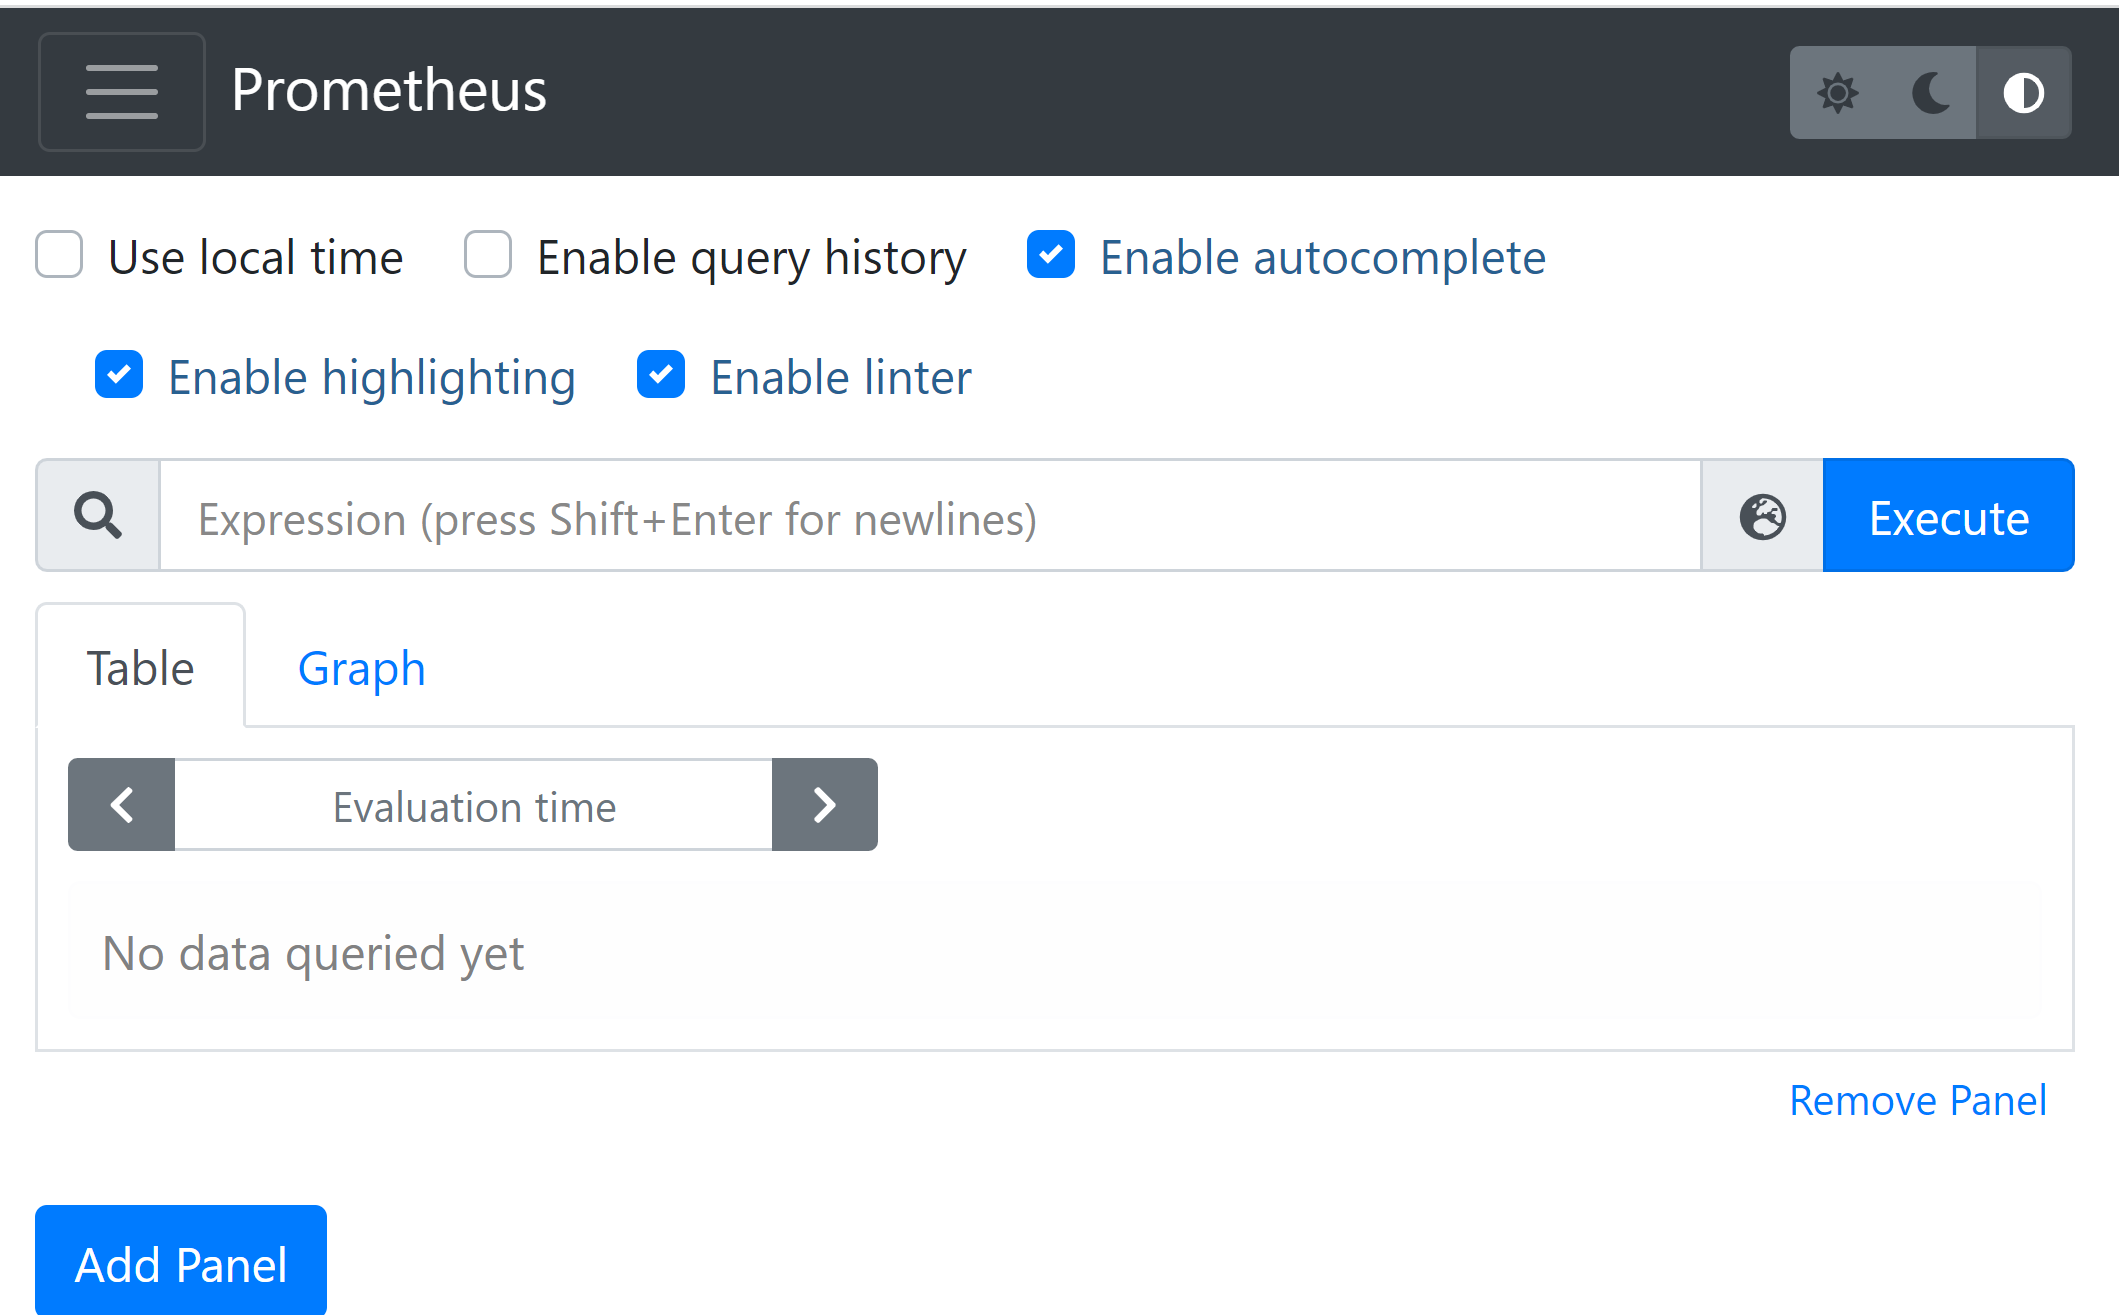 Prometheus
Use local time Enable query history Enable autocomplete
Enable highlighting Enable linter
Expression (press Shift+Enter for newlines) Execute
Table Graph
Evaluation time
No data queried yet
Remove Panel
Add Panel